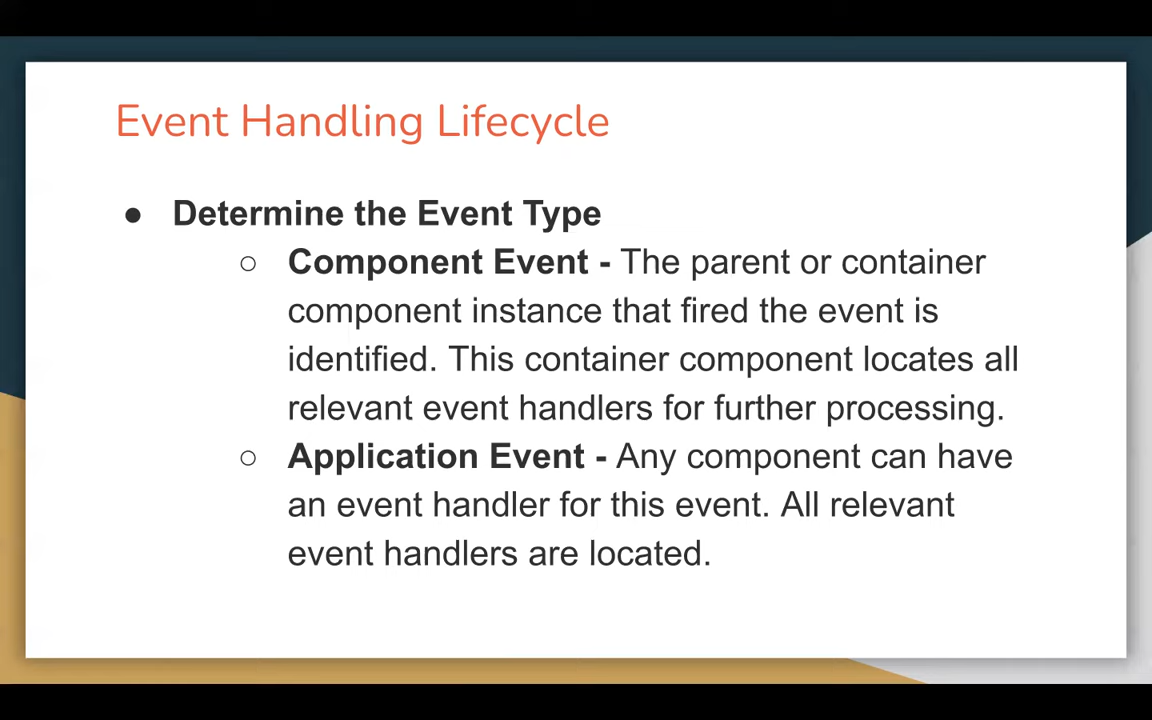 Event Handling Lifecycle
● Determine the Event Type
○ Component Event - The parent or container
component instance that fired the event is
identified. This container component locates all
relevant event handlers for further processing.
○ Application Event - Any component can have
an event handler for this event. All relevant
event handlers are located.